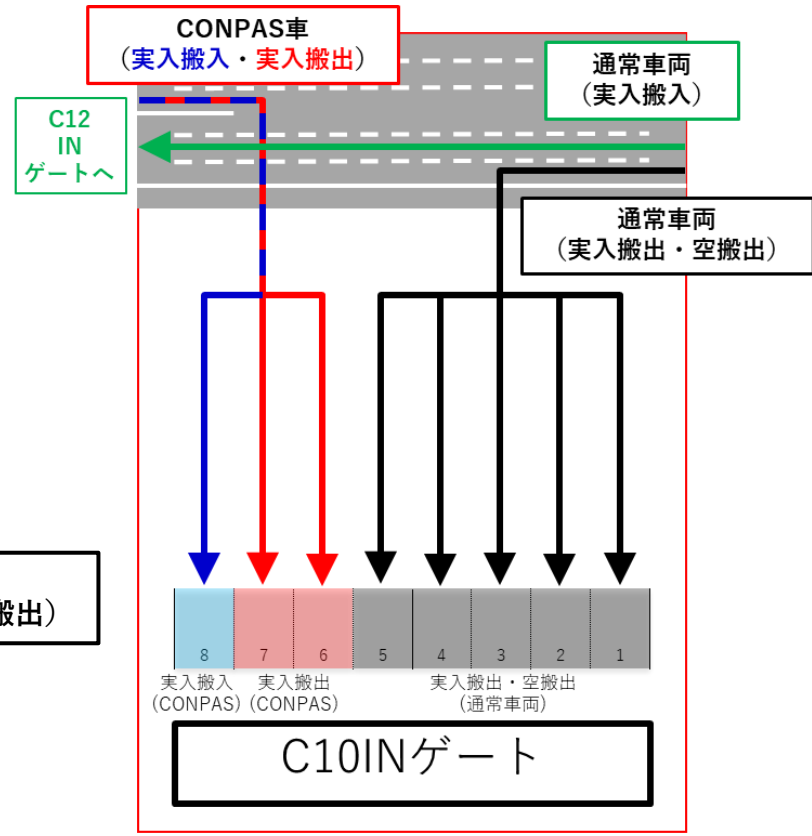 CONPAS車
（実入搬入・実入搬出）
通常車両
（実入搬入）
C12
IN
ゲートへ
通常車両
（実入搬出・空搬出）
搬出）
8 7 6 5 4 3 2 1
実入搬入 実入搬出 実入搬出・空搬出
(CONPAS) (CONPAS) (通常車両)
C10INゲート